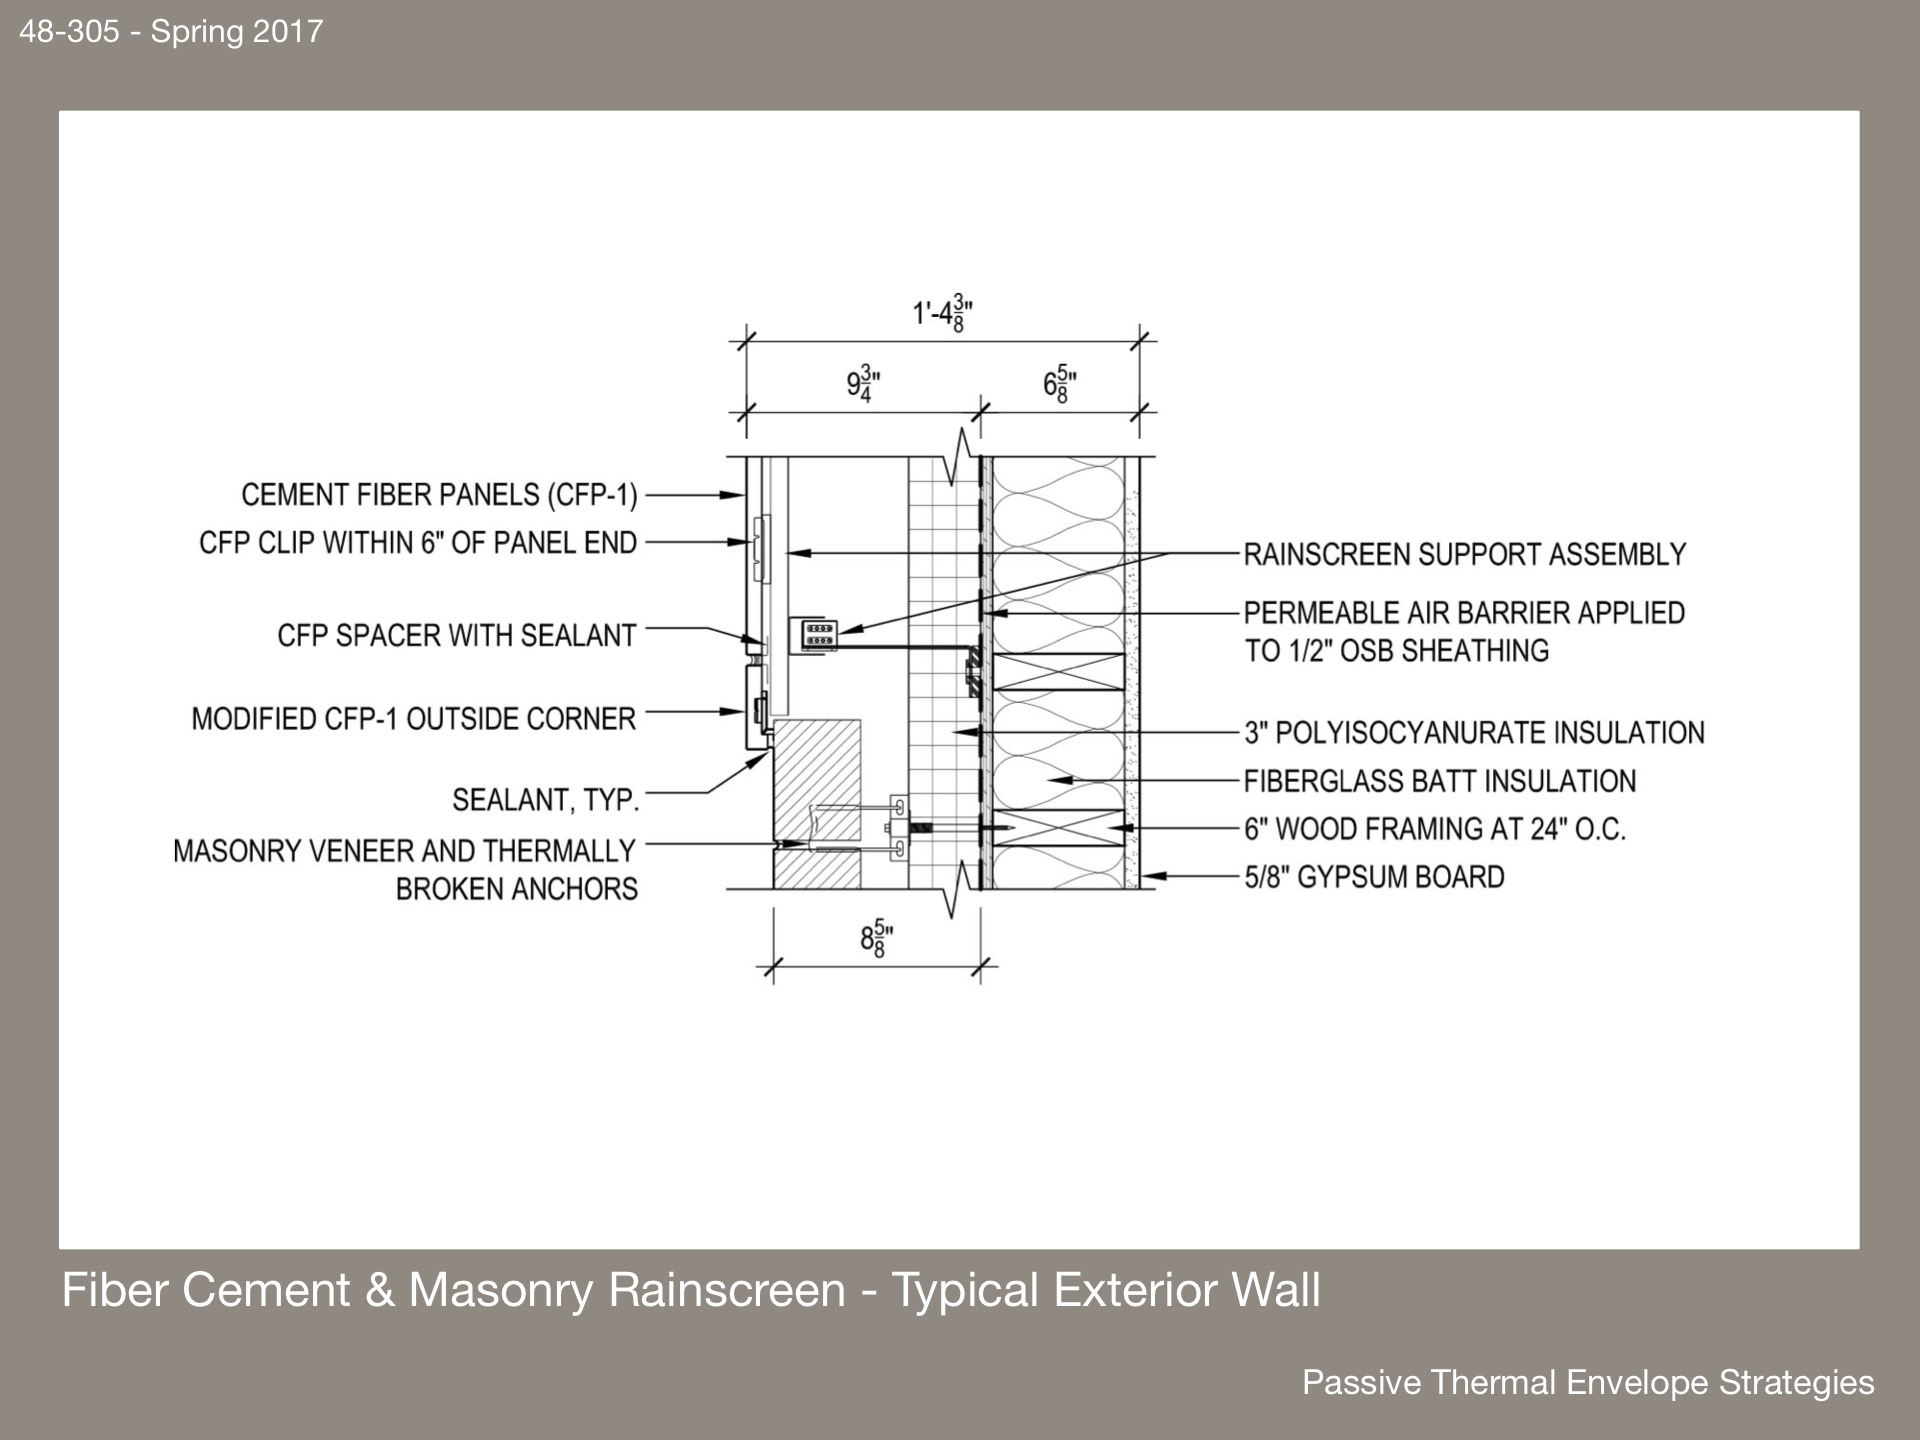 48-305 - Spring 2017
1'-4 3/8"
9 3/4"
6 5/8"
CEMENT FIBER PANELS (CFP-1)
CFP CLIP WITHIN 6" OF PANEL END
CFP SPACER WITH SEALANT
MODIFIED CFP-1 OUTSIDE CORNER
SEALANT, TYP.
MASONRY VENEER AND THERMALLY
BROKEN ANCHORS
RAINSCREEN SUPPORT ASSEMBLY
PERMEABLE AIR BARRIER APPLIED
TO 1/2" OSB SHEATHING
3" POLYISOCYANURATE INSULATION
FIBERGLASS BATT INSULATION
6" WOOD FRAMING AT 24" O.C.
5/8" GYPSUM BOARD
8 5/8"
Fiber Cement & Masonry Rainscreen - Typical Exterior Wall
Passive Thermal Envelope Strategies